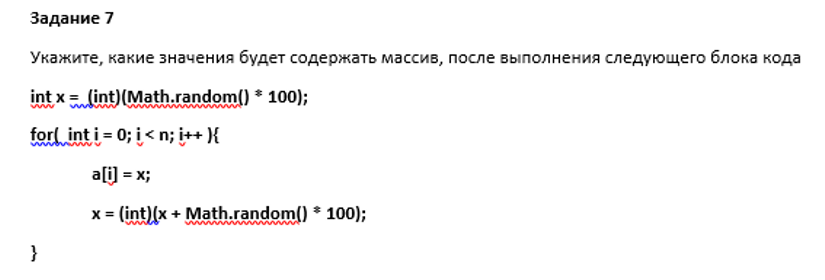 Задание 7
Укажите, какие значения будет содержать массив, после выполнения следующего блока кода
int x = (int)(Math.random() * 100);
for( int i = 0; i < n; i++ ){
a[i] = x;
x = (int)(x + Math.random() * 100);
}